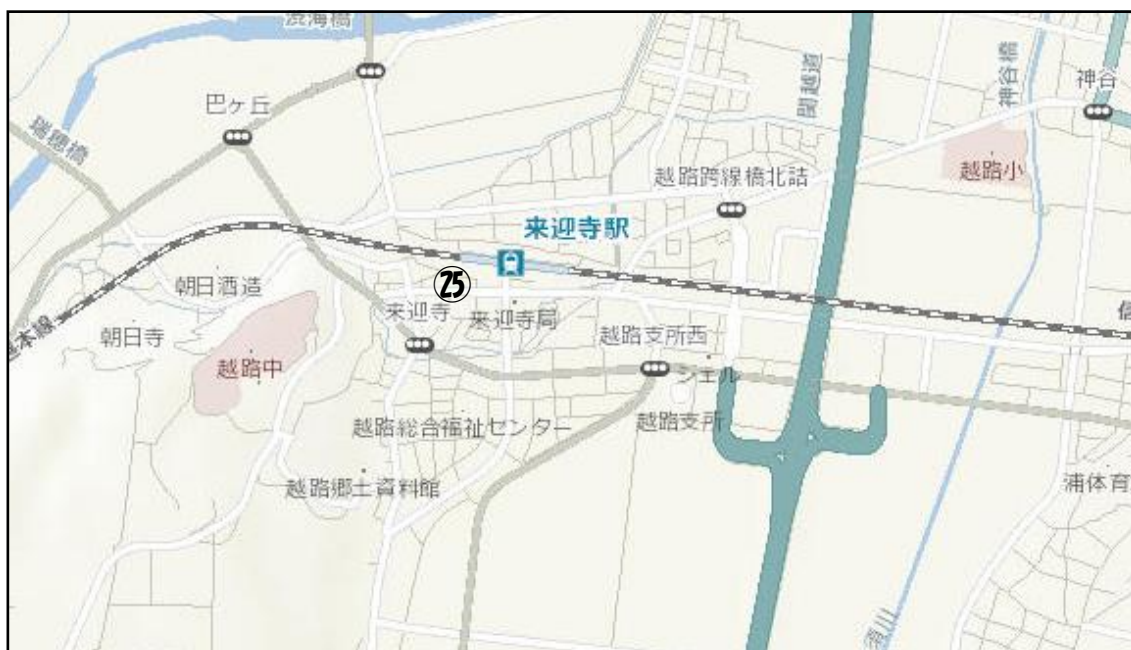 渋海橋
神谷橋
神谷
関越道
巴ヶ丘
瑞穂橋
越路跨線橋北詰
越路小
来迎寺駅
㉕
朝日酒造
来迎寺
来迎寺局
信
本線
朝日寺
越路支所西
越路中
シェル
越路支所
越路総合福祉センター
越路郷土資料館
浦体育
須川